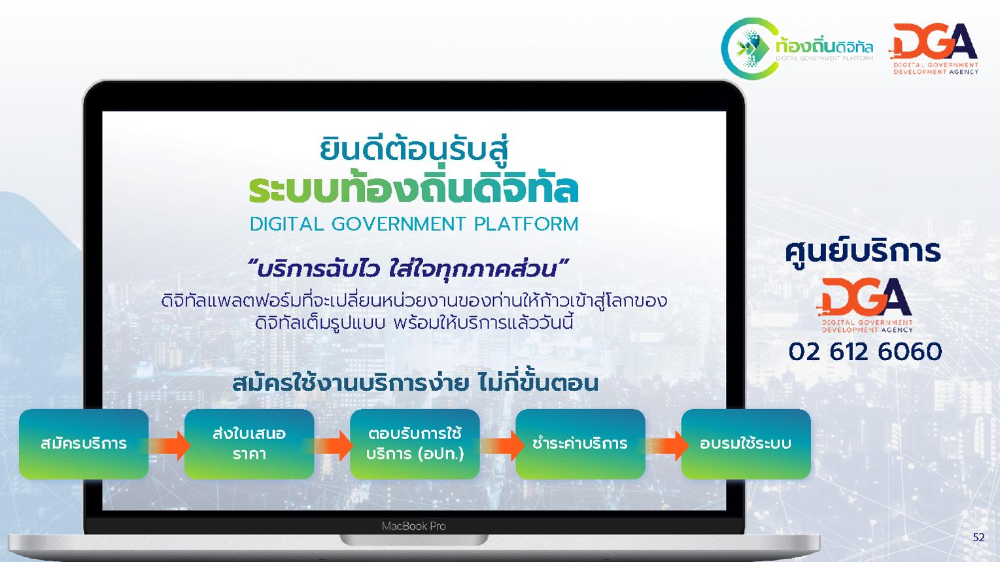 ท้องถิ่นดิจิทัล
DIGITAL GOVERNMENT PLATFORM
DGA
DIGITAL GOVERNMENT
DEVELOPMENT AGENCY
ยินดีต้อนรับสู่
ระบบท้องถิ่นดิจิทัล
DIGITAL GOVERNMENT PLATFORM
“บริการฉับไว ใส่ใจทุกภาคส่วน”
ดิจิทัลแพลตฟอร์มที่จะเปลี่ยนหน่วยงานของท่านให้ก้าวเข้าสู่โลกของ
ดิจิทัลเต็มรูปแบบ พร้อมให้บริการแล้ววันนี้
สมัครใช้งานบริการง่าย ไม่กี่ขั้นตอน
สมัครบริการ
ส่งใบเสนอ
ราคา
ตอบรับการใช้
บริการ (อปท.)
ชำระค่าบริการ
อบรมใช้ระบบ
MacBook Pro
ศูนย์บริการ
DGA
DIGITAL GOVERNMENT
DEVELOPMENT AGENCY
02 612 6060
52